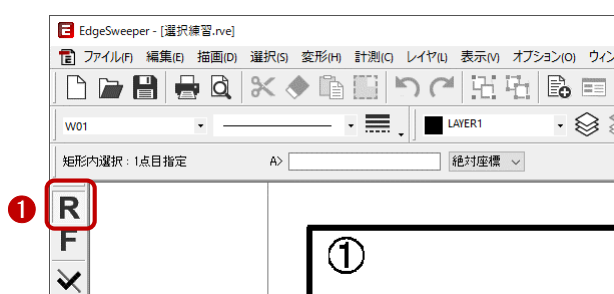 EdgeSweeper - [選択練習.rve]
ファイル(F) 編集(E) 描画(D) 選択(S) 変形(H) 計測(C) レイヤ(L) 表示(V) オプション(O) ウィン
W01 LAYER1
矩形内選択 : 1点目指定 A> 絶対座標
1 R
F
①